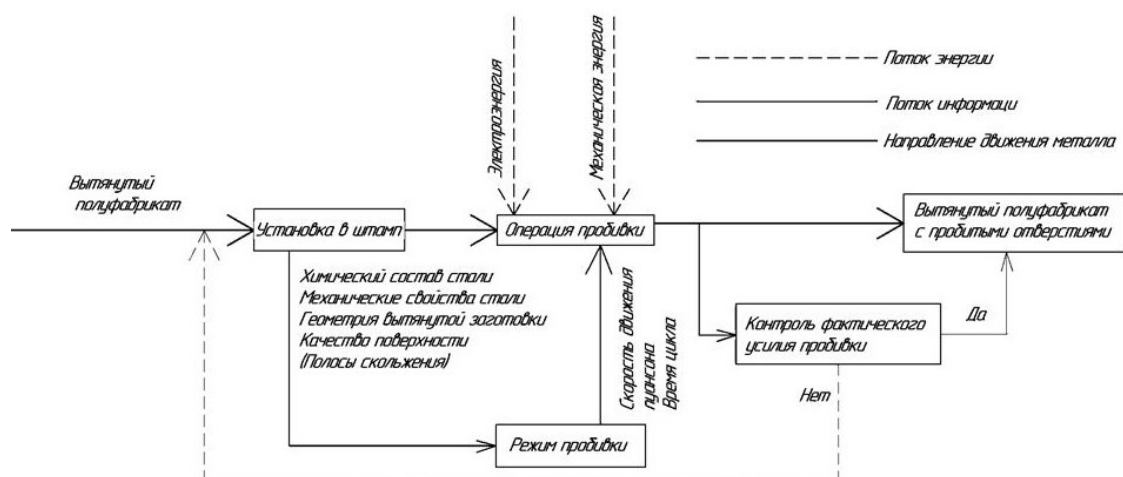 Электроэнергия
Механическая энергия
Поток энергии
Поток информаци
Направление движения металла
Вытянутый
полуфабрикат
Установка в штамп
Операция пробивки
Вытянутый полуфабрикат
с пробитыми отверстиями
Химический состав стали
Механические свойства стали
Геометрия вытянутой заготовки
Качество поверхности
(Полосы скольжения)
Скорасть движения
пуансона
Время цикла
Контроль фактического
усилия пробивки
Да
Нет
Режим пробивки